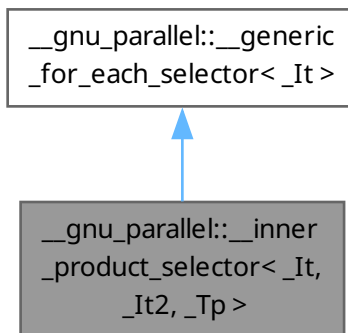 __gnu_parallel::__generic
_for_each_selector< _It >
__gnu_parallel::__inner
_product_selector< _It,
_It2, _Tp >